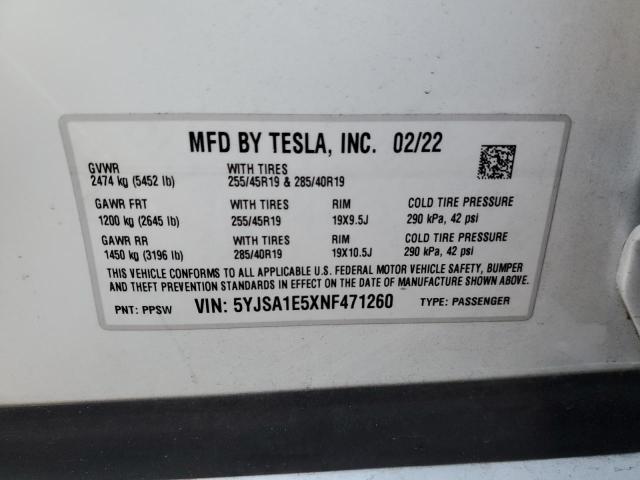 MFD BY TESLA, INC. 02/22
GVWR WITH TIRES
2474 kg (5452 lb) 255/45R19 & 285/40R19
GAWR FRT WITH TIRES RIM COLD TIRE PRESSURE
1200 kg (2645 lb) 255/45R19 19X9.5J 290 kPa, 42 psi
GAWR RR WITH TIRES RIM COLD TIRE PRESSURE
1450 kg (3196 lb) 285/40R19 19X10.5J 290 kPa, 42 psi
THIS VEHICLE CONFORMS TO ALL APPLICABLE U.S. FEDERAL MOTOR VEHICLE SAFETY, BUMPER
AND THEFT PREVENTION STANDARDS IN EFFECT ON THE DATE OF MANUFACTURE SHOWN ABOVE.
PNT: PPSW VIN: 5YJSA1E5XNF471260 TYPE: PASSENGER